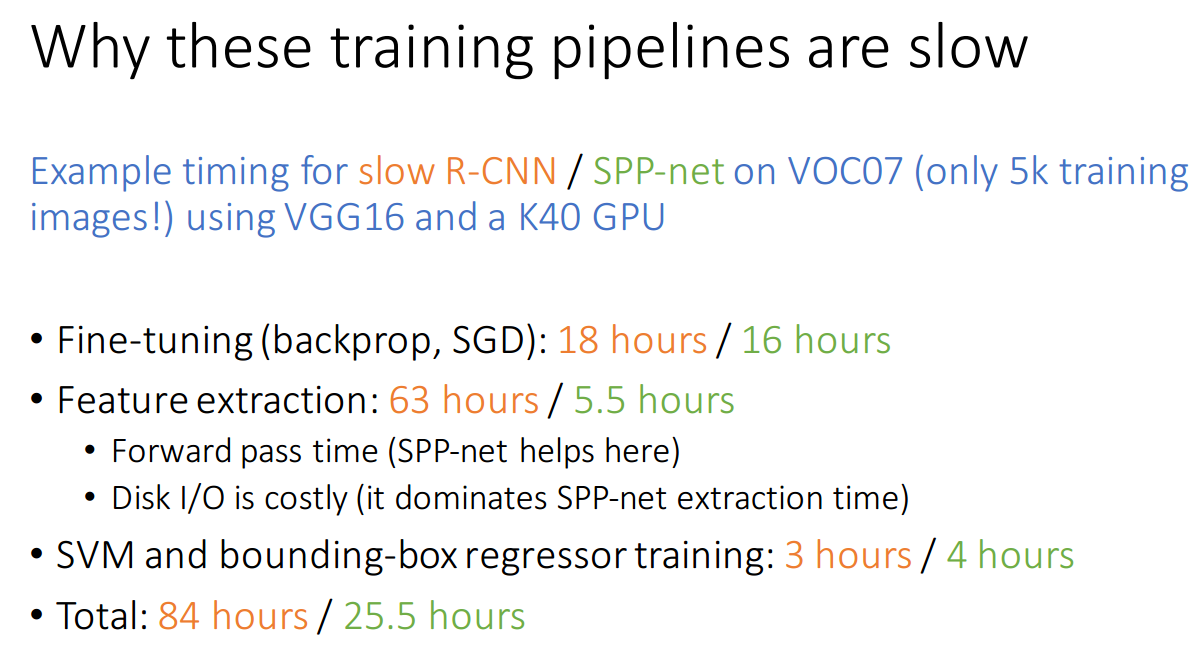 Why these training pipelines are slow
Example timing for slow R-CNN / SPP-net on VOC07 (only 5k training
images!) using VGG16 and a K40 GPU
• Fine-tuning (backprop, SGD): 18 hours / 16 hours
• Feature extraction: 63 hours / 5.5 hours
• Forward pass time (SPP-net helps here)
• Disk I/O is costly (it dominates SPP-net extraction time)
• SVM and bounding-box regressor training: 3 hours / 4 hours
• Total: 84 hours / 25.5 hours